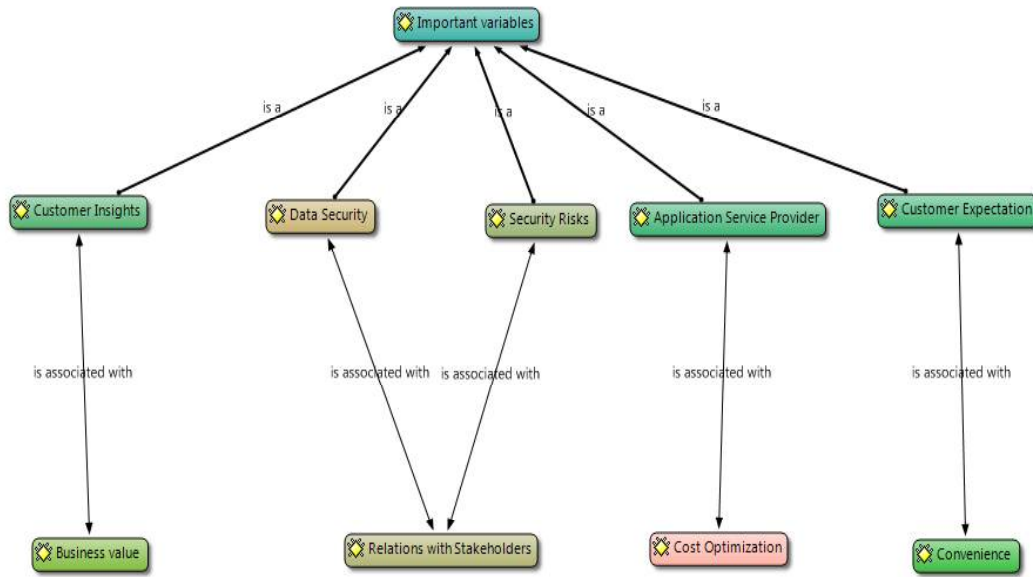 Important variables
is a
is a
is a
is a
is a
Customer Insights
Data Security
Security Risks
Application Service Provider
Customer Expectation
is associated with
is associated with
is associated with
is associated with
is associated with
Business value
Relations with Stakeholders
Cost Optimization
Convenience